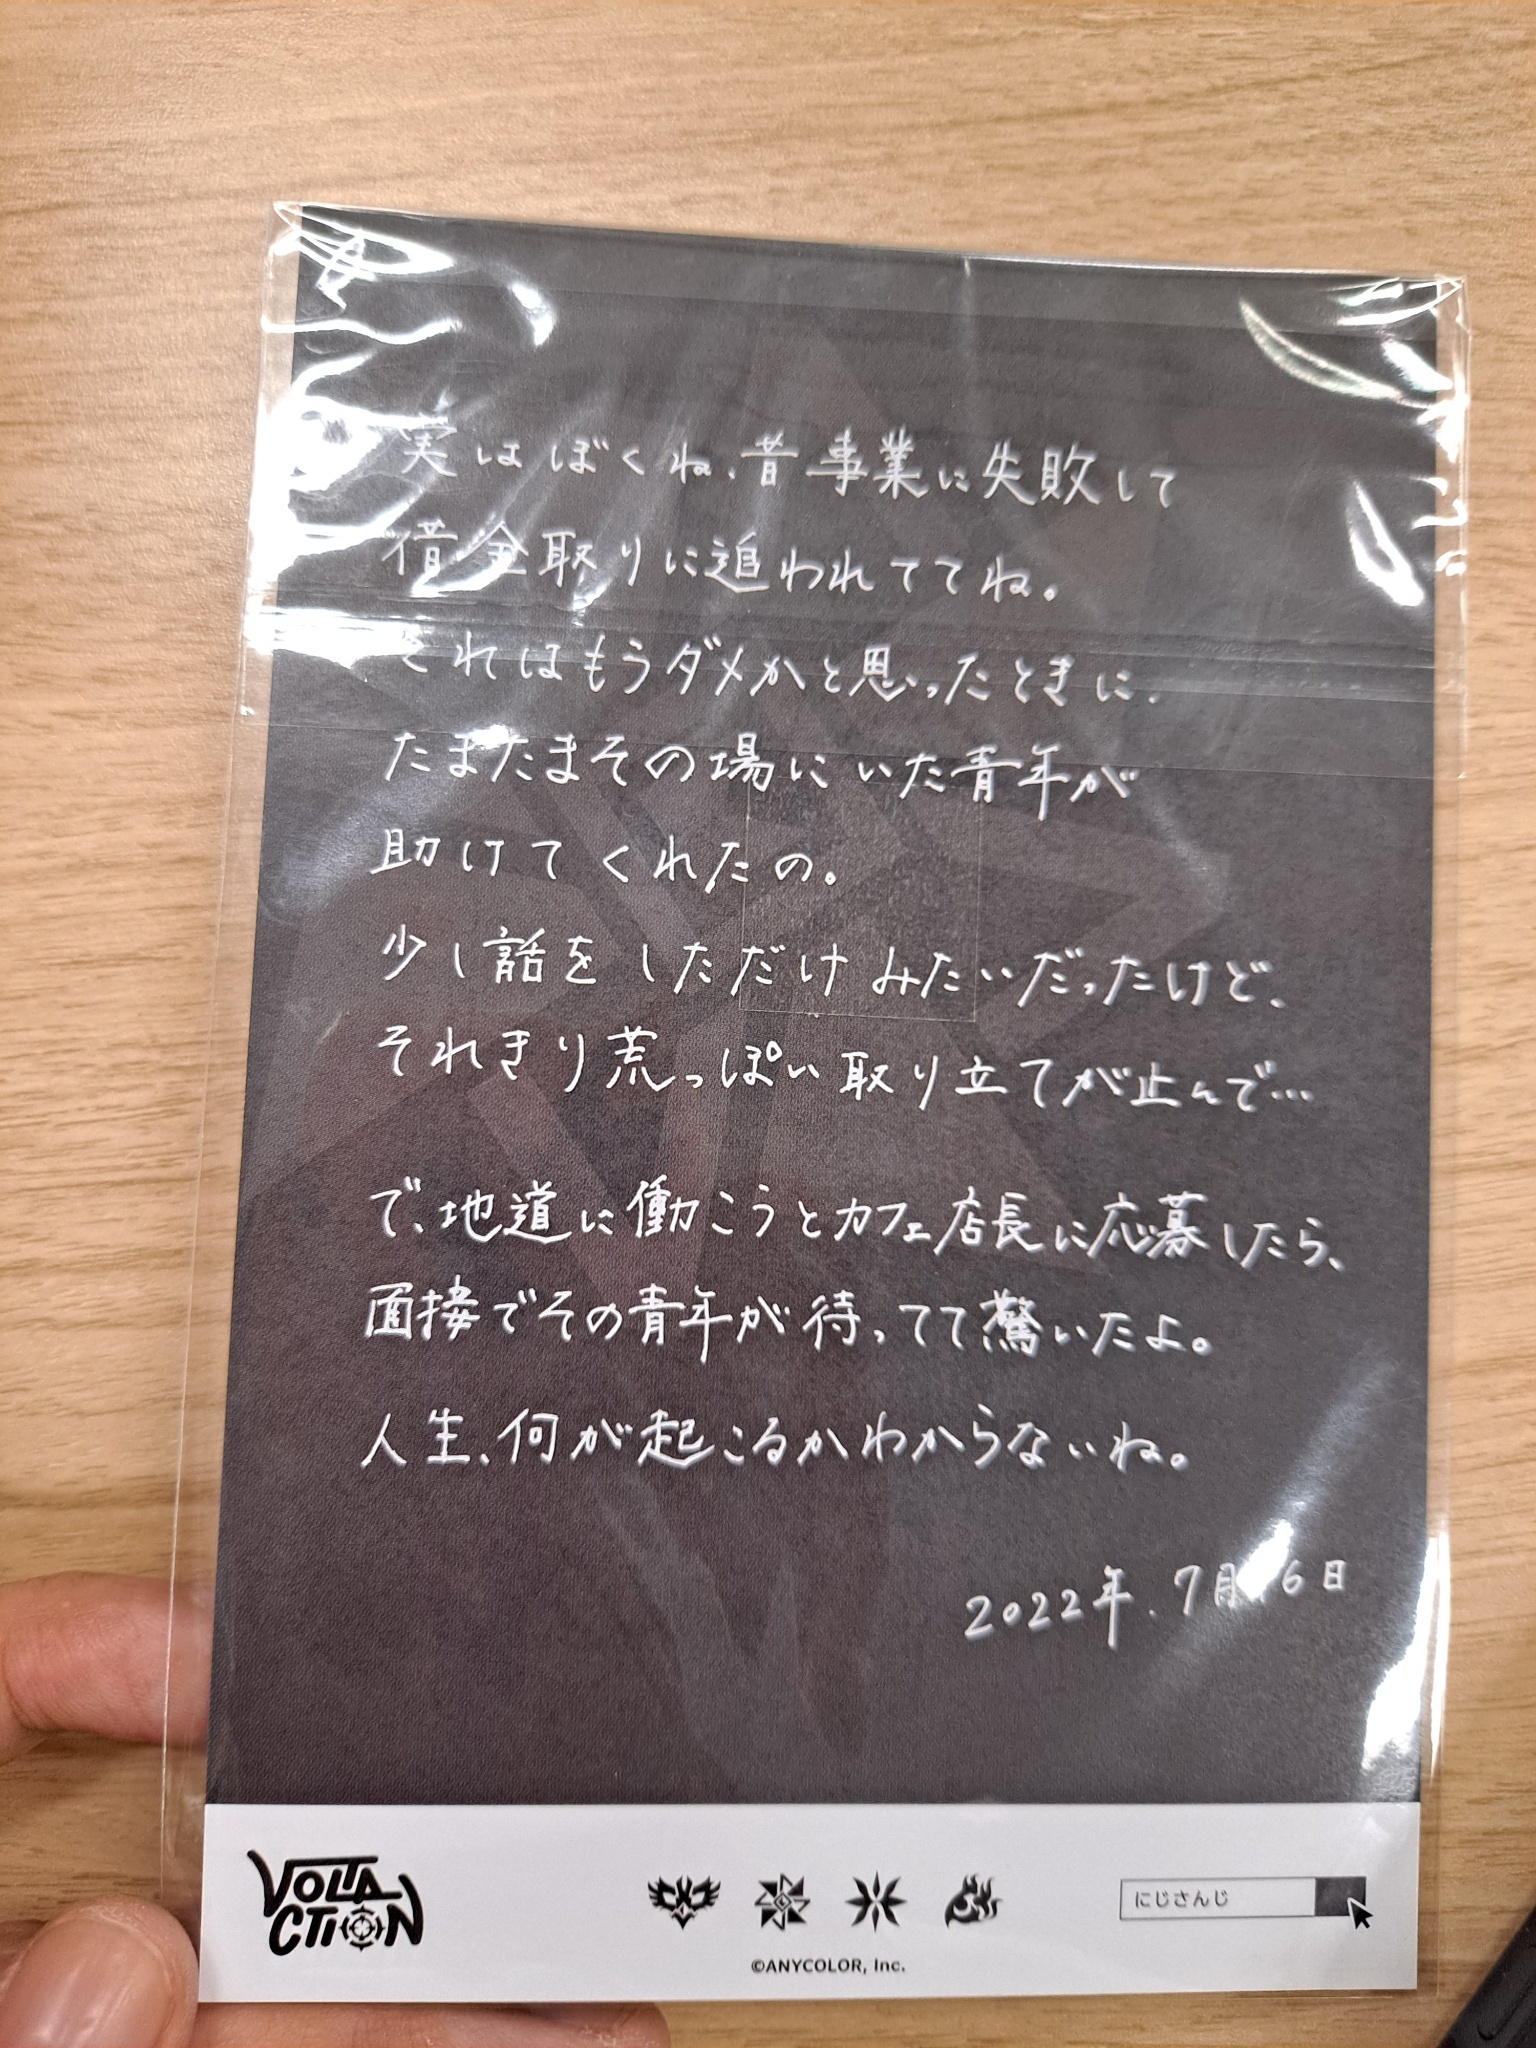 実はぼくね、昔事業に失敗して
借金取りに追われててね。
これはもうダメかと思ったときに、
たまたまその場にいた青年が
助けてくれたの。
少し話をしただけみたいだったけど、
それきり荒っぽい取り立てが止んで…
で、地道に働こうとカフェ店長に応募したら、
面接でその青年が待ってて驚いたよ。
人生、何が起こるかわからないね。
2022年.7月16日
VOLTACTION
にじさんじ
©ANYCOLOR, Inc.